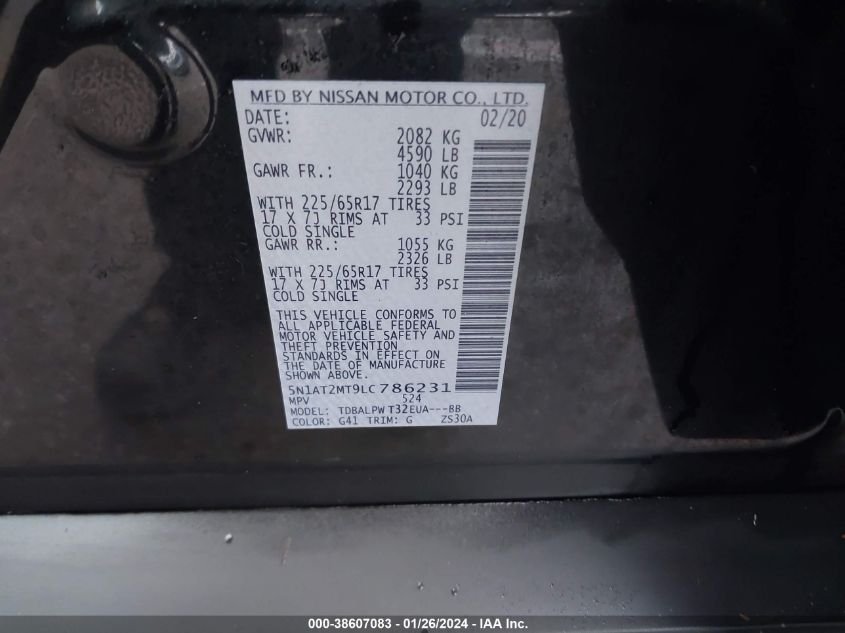 MFD BY NISSAN MOTOR CO., LTD.
DATE: 02/20
GVWR: 2082 KG
4590 LB
GAWR FR.: 1040 KG
2293 LB
WITH 225/65R17 TIRES
17 X 7J RIMS AT 33 PSI
COLD SINGLE
GAWR RR.: 1055 KG
2326 LB
WITH 225/65R17 TIRES
17 X 7J RIMS AT 33 PSI
COLD SINGLE
THIS VEHICLE CONFORMS TO
ALL APPLICABLE FEDERAL
MOTOR VEHICLE SAFETY AND
THEFT PREVENTION
STANDARDS IN EFFECT ON
THE DATE OF MANUFACTURE
SHOWN ABOVE.
5N1AT2MT9LC786231
MPV 524
MODEL: TDBALPW T32EUA---BB
COLOR: G41 TRIM: G ZS30A
000-38607083 - 01/26/2024 - IAA Inc.